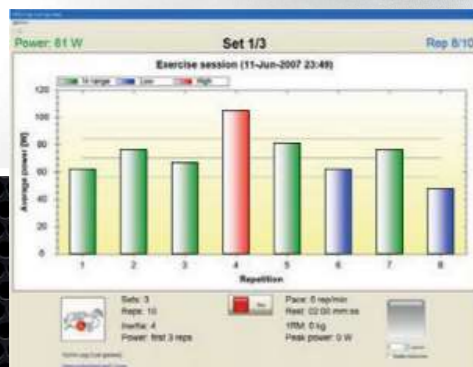 Power: 81 W
Set 1/3
Rep 8/10
Exercise session (11-Jun-2007 23:49)
In range Low High
Average power [W]
120
100
80
60
40
20
0
1 2 3 4 5 6 7 8
Repetition
Sets: 3
Reps: 10
Inertia: 4
Power: first 3 reps
Pace: 0 rep/min
Rest: 02:00 mm:ss
1RM: 0 kg
Peak power: 0 W